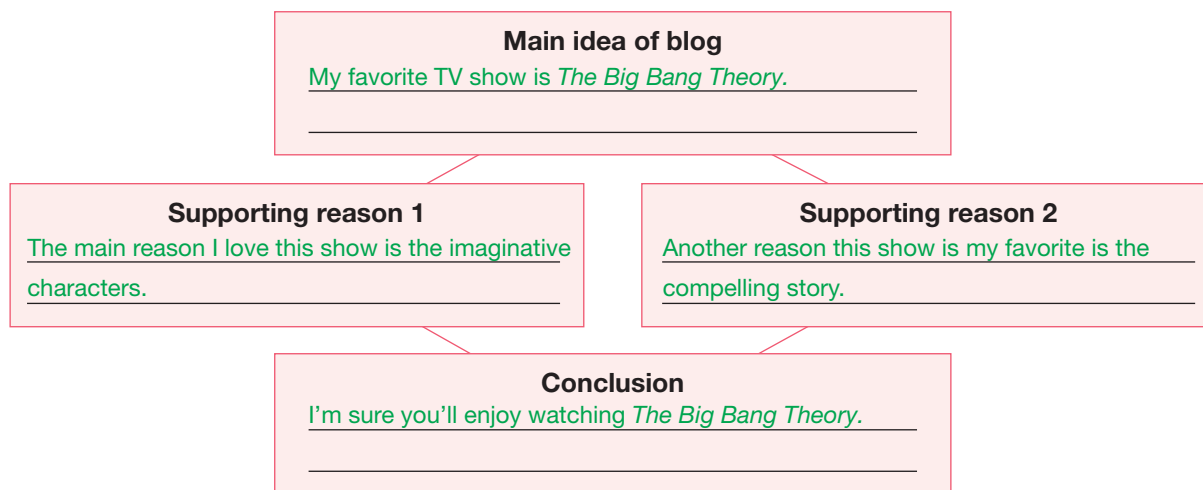 Main idea of blog
My favorite TV show is The Big Bang Theory.
Supporting reason 1
The main reason I love this show is the imaginative
characters.
Supporting reason 2
Another reason this show is my favorite is the
compelling story.
Conclusion
I’m sure you’ll enjoy watching The Big Bang Theory.